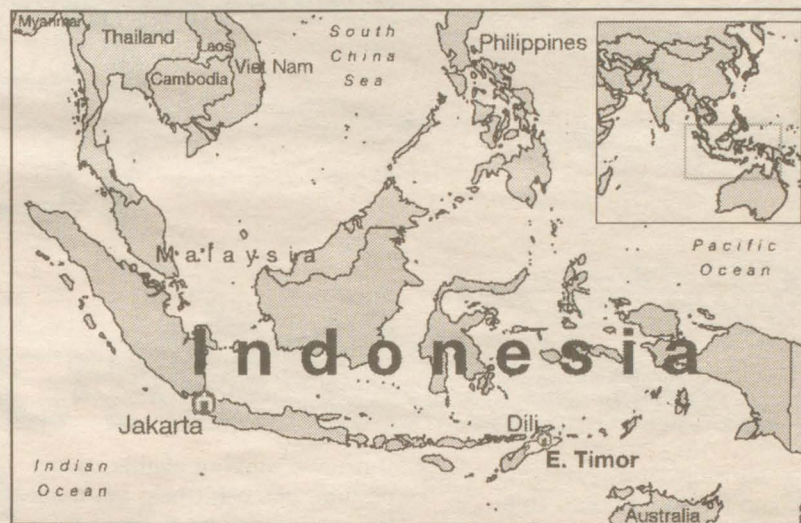 Myanmar
Thailand
Laos
Viet Nam
Cambodia
South
China
Sea
Philippines
Malaysia
Pacific
Ocean
Indonesia
Jakarta
Dili
E. Timor
Indian
Ocean
Australia